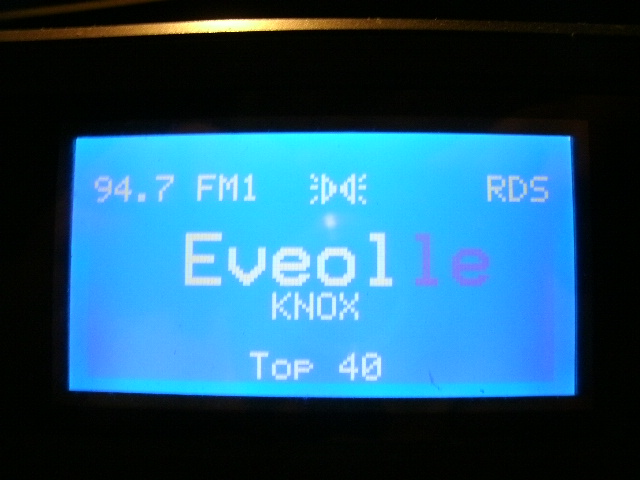 94.7 FM1 RDS
Eveolle
KNOX
Top 40